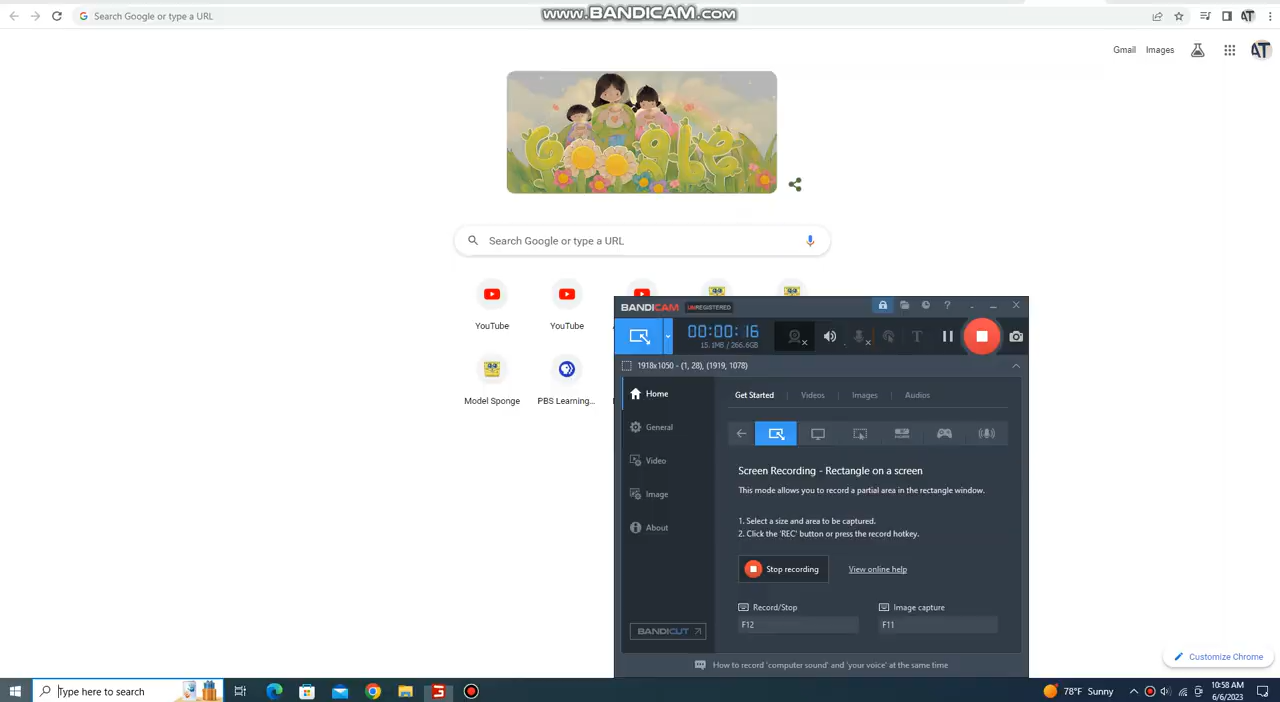 Search Google or type a URL
www.BANDICAM.com
AT
Gmail Images
AT
Google
Search Google or type a URL
YouTube YouTube
Model Sponge PBS Learning...
BANDICAM UNREGISTERED
00:00:16
15.1MB / 266.6GB
1918x1050 - (1, 28), (1919, 1078)
Home
General
Video
Image
About
BANDICUT
Get Started Videos Images Audios
Screen Recording - Rectangle on a screen
This mode allows you to record a partial area in the rectangle window.
1. Select a size and area to be captured.
2. Click the 'REC' button or press the record hotkey.
Stop recording View online help
Record/Stop Image capture
F12 F11
How to record 'computer sound' and 'your voice' at the same time
Customize Chrome
Type here to search
78°F Sunny
10:58 AM
6/6/2023